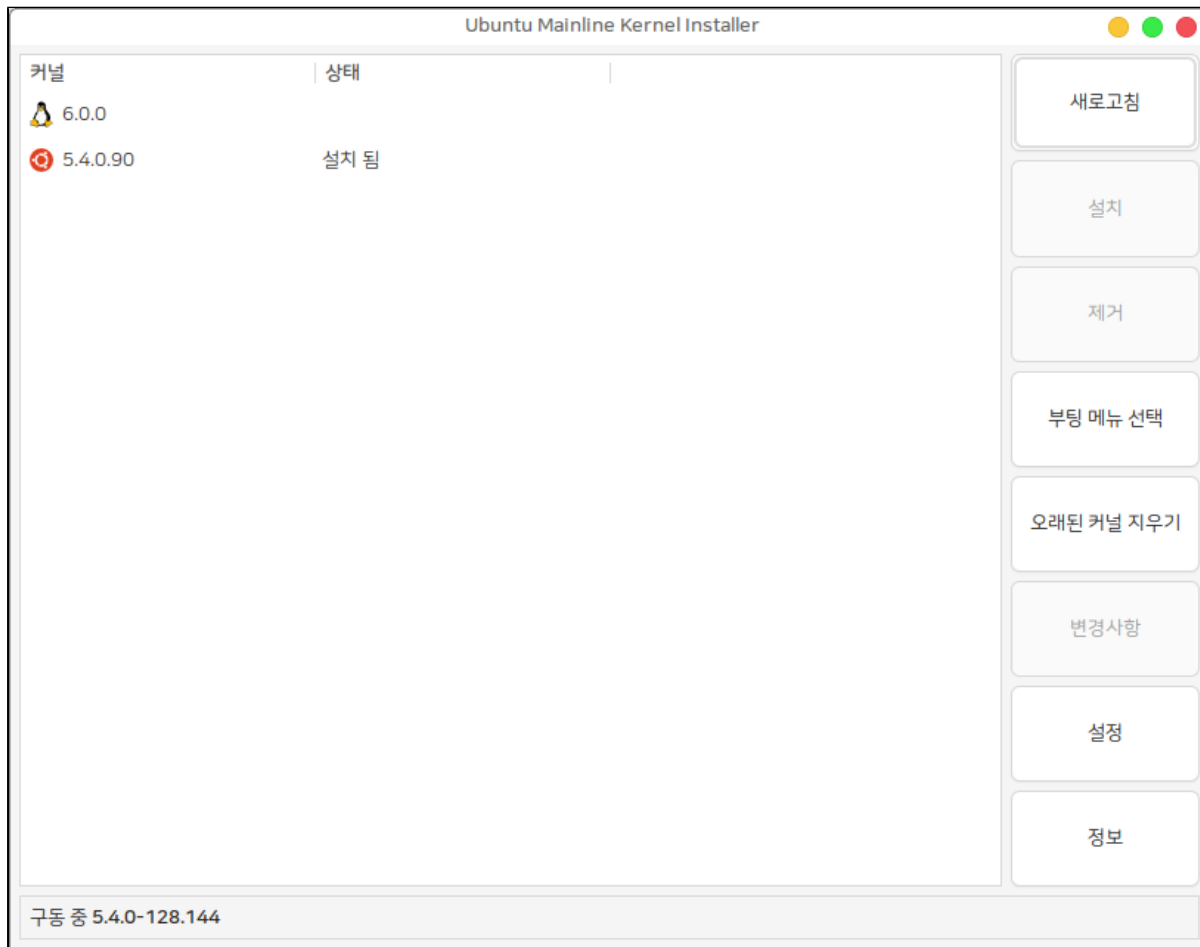 Ubuntu Mainline Kernel Installer
커널 상태
6.0.0
5.4.0.90 설치 됨
새로고침
설치
제거
부팅 메뉴 선택
오래된 커널 지우기
변경사항
설정
정보
구동 중 5.4.0-128.144